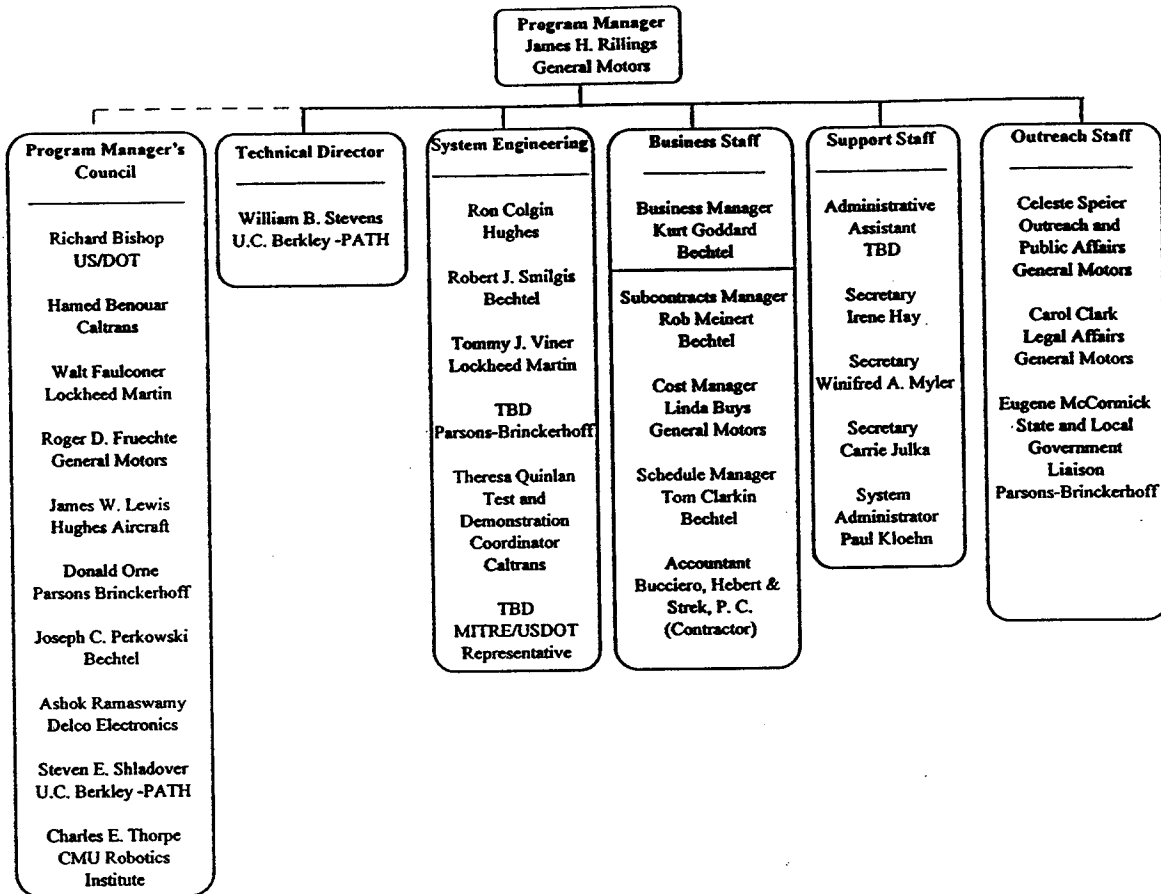 Program Manager
James H. Rillings
General Motors
Program Manager's
Council
Richard Bishop
US/DOT
Hamed Benouar
Caltrans
Walt Faulconer
Lockheed Martin
Roger D. Fruechte
General Motors
James W. Lewis
Hughes Aircraft
Donald Orne
Parsons Brinckerhoff
Joseph C. Perkowski
Bechtel
Ashok Ramaswamy
Delco Electronics
Steven E. Shladover
U.C. Berkley -PATH
Charles E. Thorpe
CMU Robotics
Institute
Technical Director
William B. Stevens
U.C. Berkley -PATH
System Engineering
Ron Colgin
Hughes
Robert J. Smilgis
Bechtel
Tommy J. Viner
Lockheed Martin
TBD
Parsons-Brinckerhoff
Theresa Quinlan
Test and
Demonstration
Coordinator
Caltrans
TBD
MITRE/USDOT
Representative
Business Staff
Business Manager
Kurt Goddard
Bechtel
Subcontracts Manager
Rob Meinert
Bechtel
Cost Manager
Linda Buys
General Motors
Schedule Manager
Tom Clarkin
Bechtel
Accountant
Bucciero, Hebert &
Strek, P. C.
(Contractor)
Support Staff
Administrative
Assistant
TBD
Secretary
Irene Hay
Secretary
Winifred A. Myler
Secretary
Carrie Julka
System
Administrator
Paul Kloehn
Outreach Staff
Celeste Speier
Outreach and
Public Affairs
General Motors
Carol Clark
Legal Affairs
General Motors
Eugene McCormick
State and Local
Government
Liaison
Parsons-Brinckerhoff